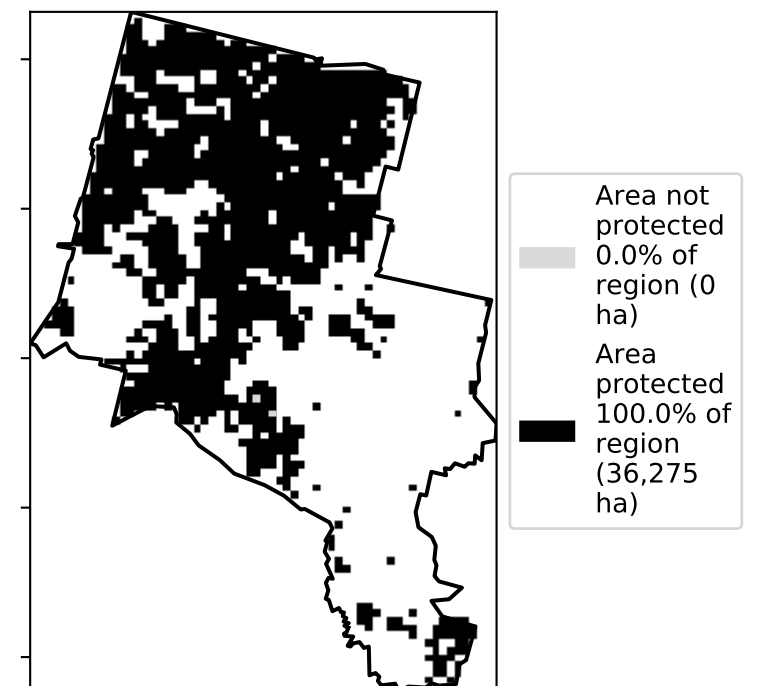 Area not
protected
0.0% of
region (0
ha)
Area
protected
100.0% of
region
(36,275
ha)